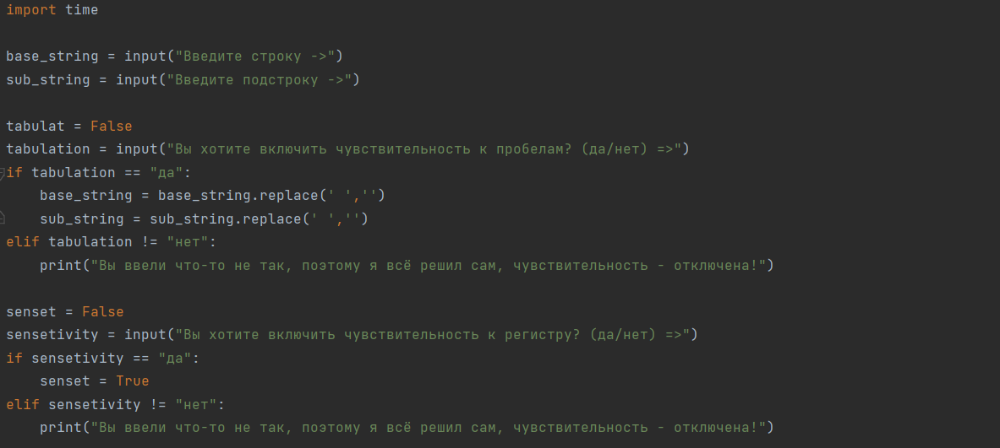 import time
base_string = input("Введите строку ->")
sub_string = input("Введите подстроку ->")
tabulat = False
tabulation = input("Вы хотите включить чувствительность к пробелам? (да/нет) =>")
if tabulation == "да":
    base_string = base_string.replace(' ','')
    sub_string = sub_string.replace(' ','')
elif tabulation != "нет":
    print("Вы ввели что-то не так, поэтому я всё решил сам, чувствительность - отключена!")
senset = False
sensetivity = input("Вы хотите включить чувствительность к регистру? (да/нет) =>")
if sensetivity == "да":
    senset = True
elif sensetivity != "нет":
    print("Вы ввели что-то не так, поэтому я всё решил сам, чувствительность - отключена!")